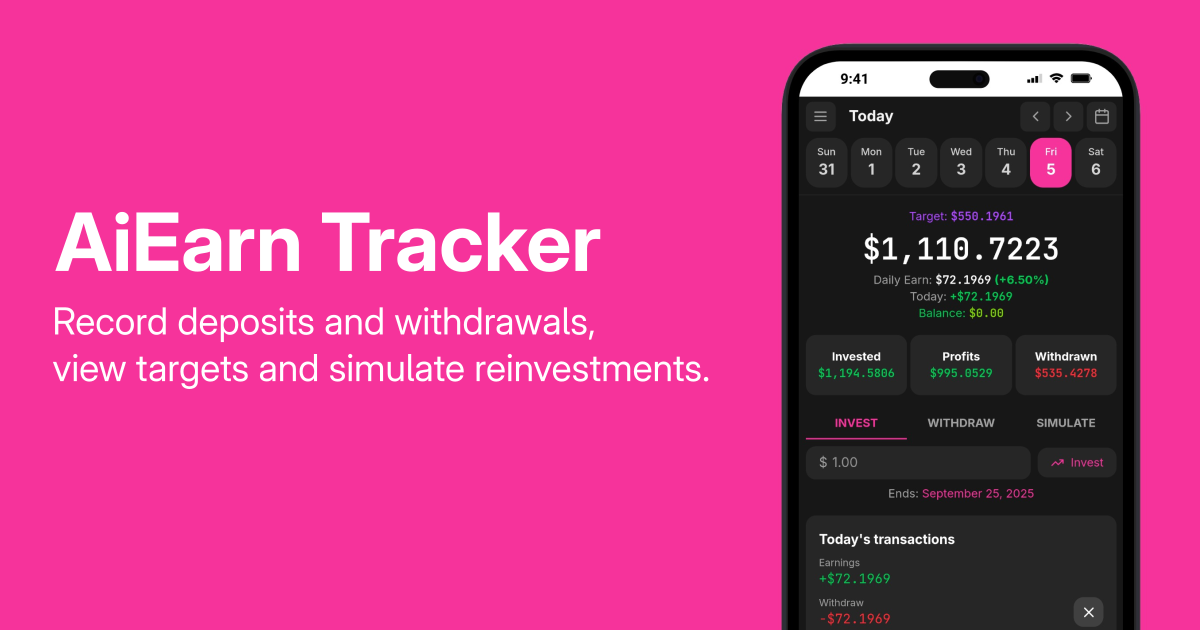 AiEarn Tracker
Record deposits and withdrawals,
view targets and simulate reinvestments.
9:41
Today
Sun Mon Tue Wed Thu Fri Sat
31 1 2 3 4 5 6
Target: $550.1961
$1,110.7223
Daily Earn: $72.1969 (+6.50%)
Today: +$72.1969
Balance: $0.00
Invested Profits Withdrawn
$1,194.5806 $995.0529 $535.4278
INVEST WITHDRAW SIMULATE
$ 1.00 Invest
Ends: September 25, 2025
Today's transactions
Earnings
+$72.1969
Withdraw
-$72.1969